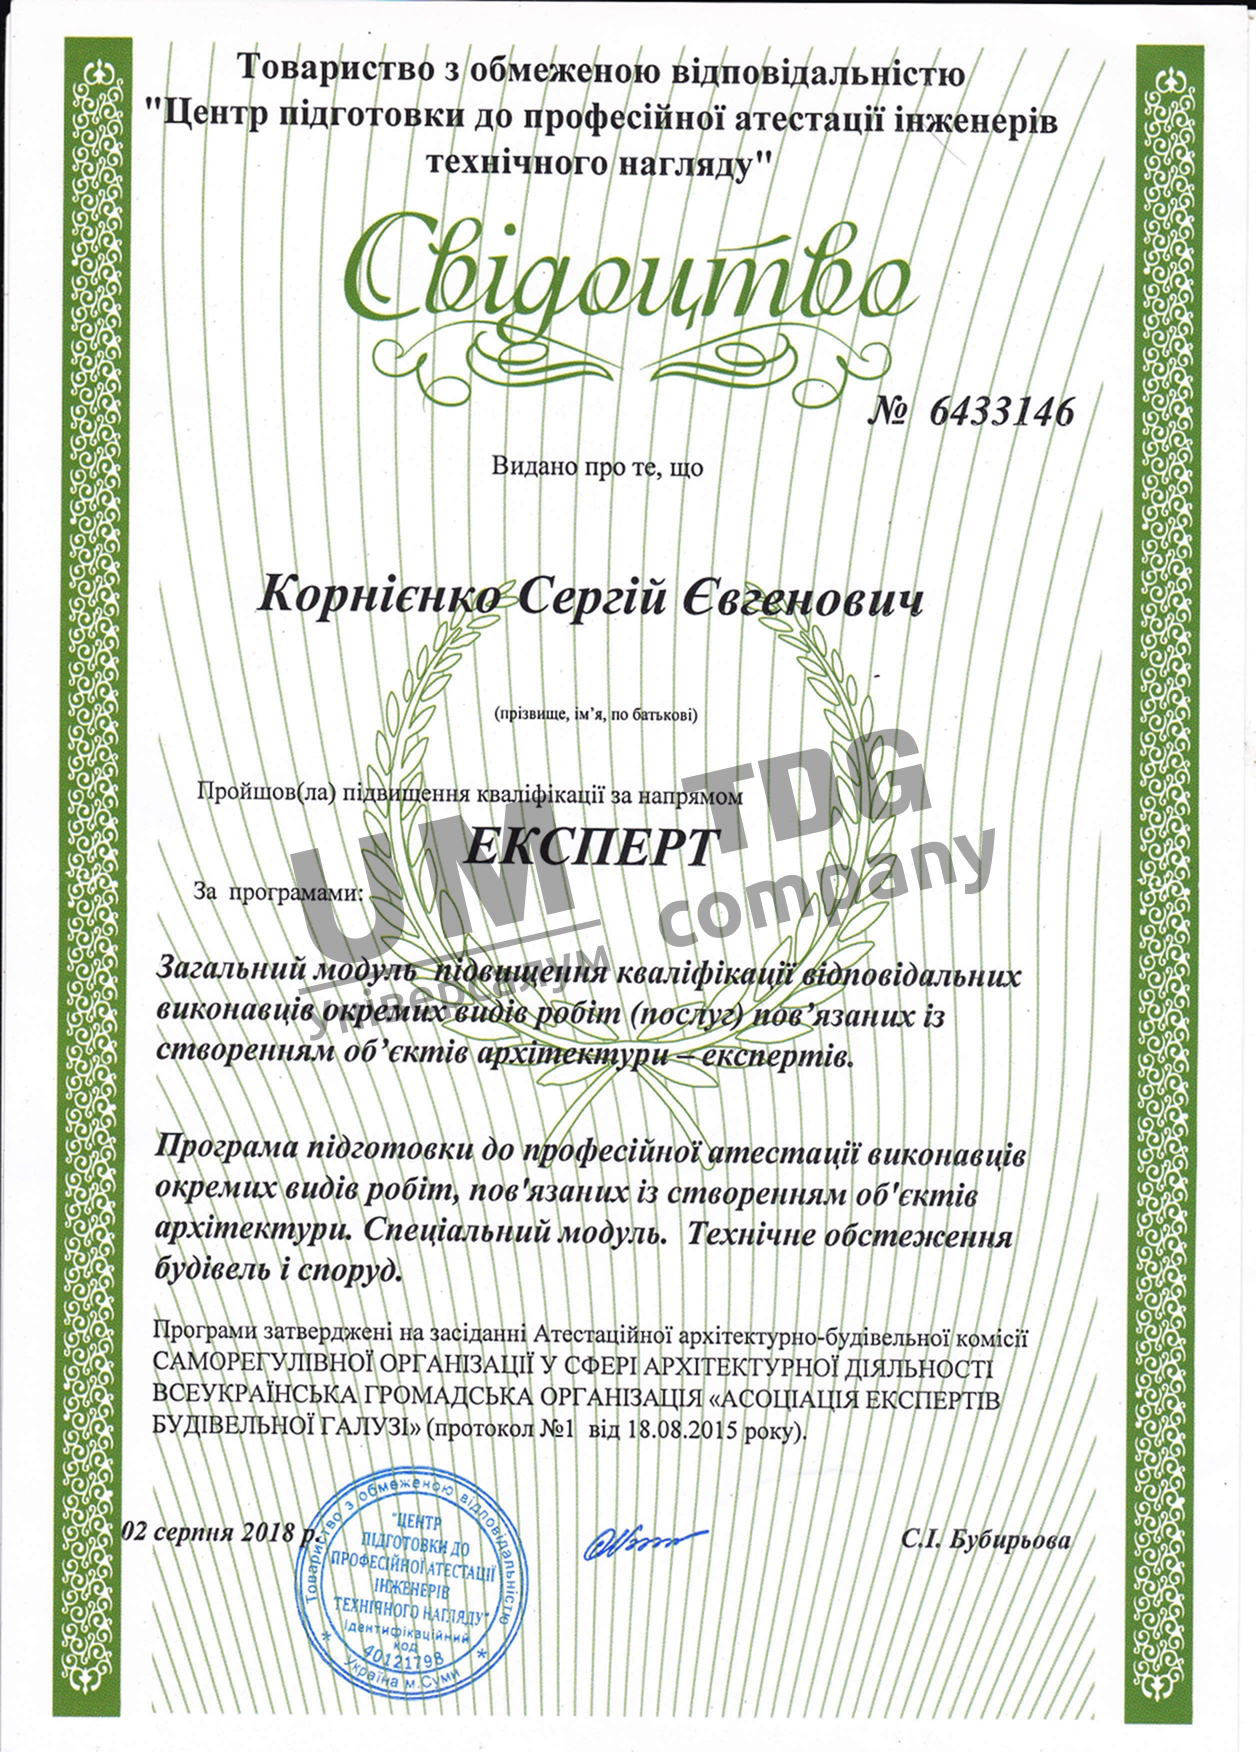 Товариство з обмеженою відповідальністю
"Центр підготовки до професійної атестації інженерів
технічного нагляду"
Свідоцтво
№ 6433146
Видано про те, що
Корнієнко Сергій Євгенович
(прізвище, ім’я, по батькові)
Пройшов(ла) підвищення кваліфікації за напрямом
ЕКСПЕРТ
За програмами:
UM TDG
company
Універсалум
Загальний модуль підвищення кваліфікації відповідальних
виконавців окремих видів робіт (послуг) пов’язаних із
створенням об’єктів архітектури – експертів.
Програма підготовки до професійної атестації виконавців
окремих видів робіт, пов'язаних із створенням об'єктів
архітектури. Спеціальний модуль. Технічне обстеження
будівель і споруд.
Програми затверджені на засіданні Атестаційної архітектурно-будівельної комісії
САМОРЕГУЛІВНОЇ ОРГАНІЗАЦІЇ У СФЕРІ АРХІТЕКТУРНОЇ ДІЯЛЬНОСТІ
ВСЕУКРАЇНСЬКА ГРОМАДСЬКА ОРГАНІЗАЦІЯ «АСОЦІАЦІЯ ЕКСПЕРТІВ
БУДІВЕЛЬНОЇ ГАЛУЗІ» (протокол №1 від 18.08.2015 року).
02 серпня 2018 р.
С.І. Бубирьова
Товариство з обмеженою відповідальністю
"ЦЕНТР
ПІДГОТОВКИ ДО
ПРОФЕСІЙНОЇ АТЕСТАЦІЇ
ІНЖЕНЕРІВ
ТЕХНІЧНОГО НАГЛЯДУ"
Ідентифікаційний
код
40121798
* Україна м.Суми *